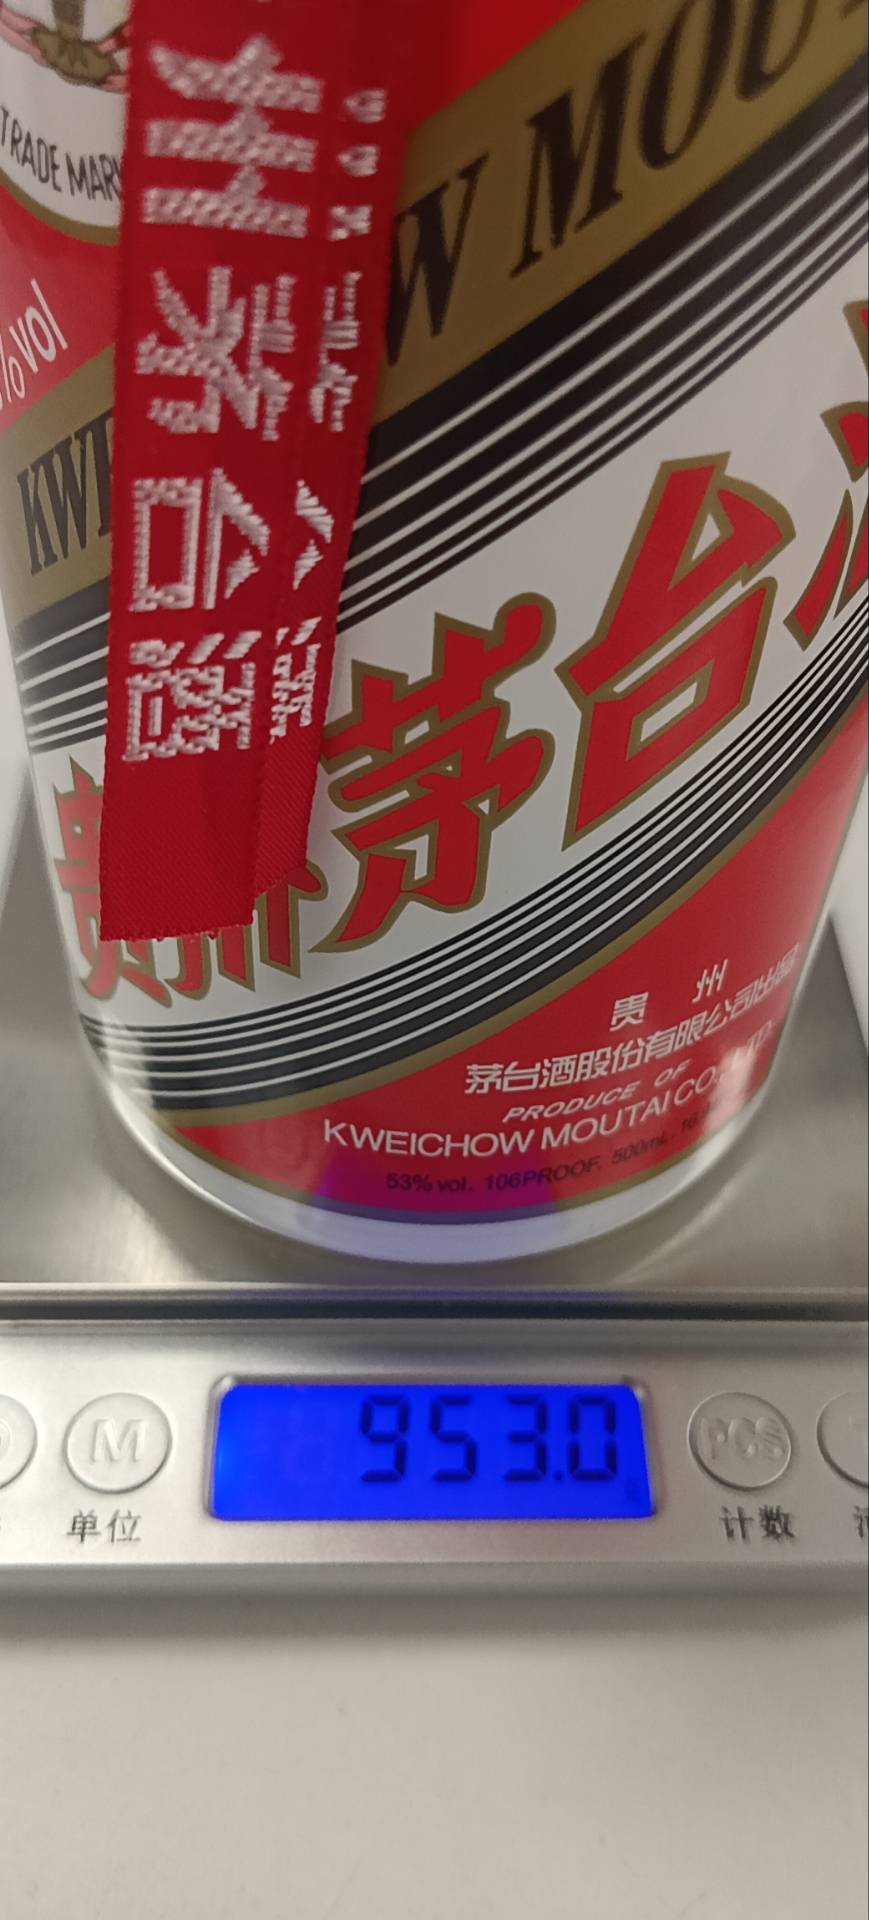 TRADE MARK
%vol
KWE
W MOU
州茅台酒
贵州茅台酒
贵州
茅台酒股份有限公司出品
PRODUCE OF
KWEICHOW MOUTAI CO., LTD.
53% vol. 106PROOF. 500mL.
953.0
M
PCS
单位
计数